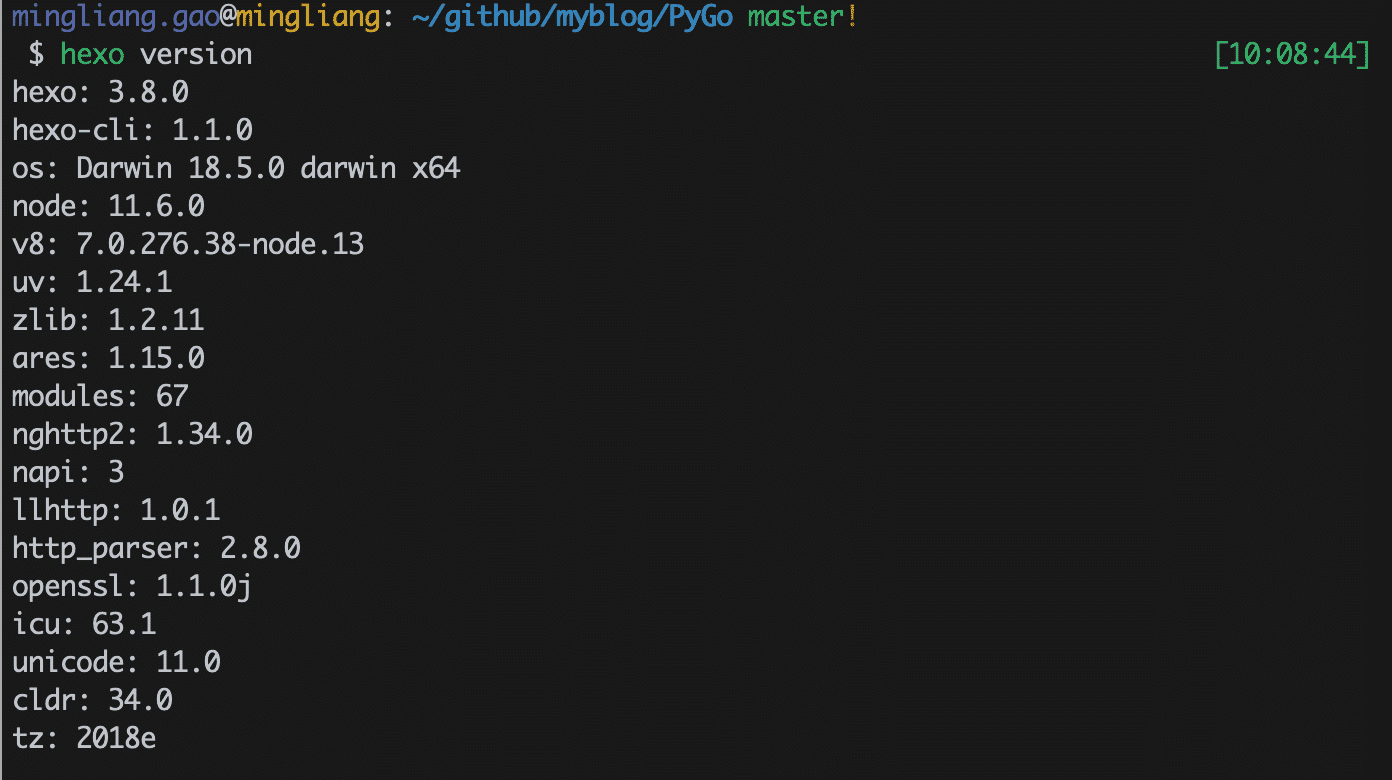 mingliang.gao@mingliang: ~/github/myblog/PyGo master!
$ hexo version [10:08:44]
hexo: 3.8.0
hexo-cli: 1.1.0
os: Darwin 18.5.0 darwin x64
node: 11.6.0
v8: 7.0.276.38-node.13
uv: 1.24.1
zlib: 1.2.11
ares: 1.15.0
modules: 67
nghttp2: 1.34.0
napi: 3
llhttp: 1.0.1
http_parser: 2.8.0
openssl: 1.1.0j
icu: 63.1
unicode: 11.0
cldr: 34.0
tz: 2018e